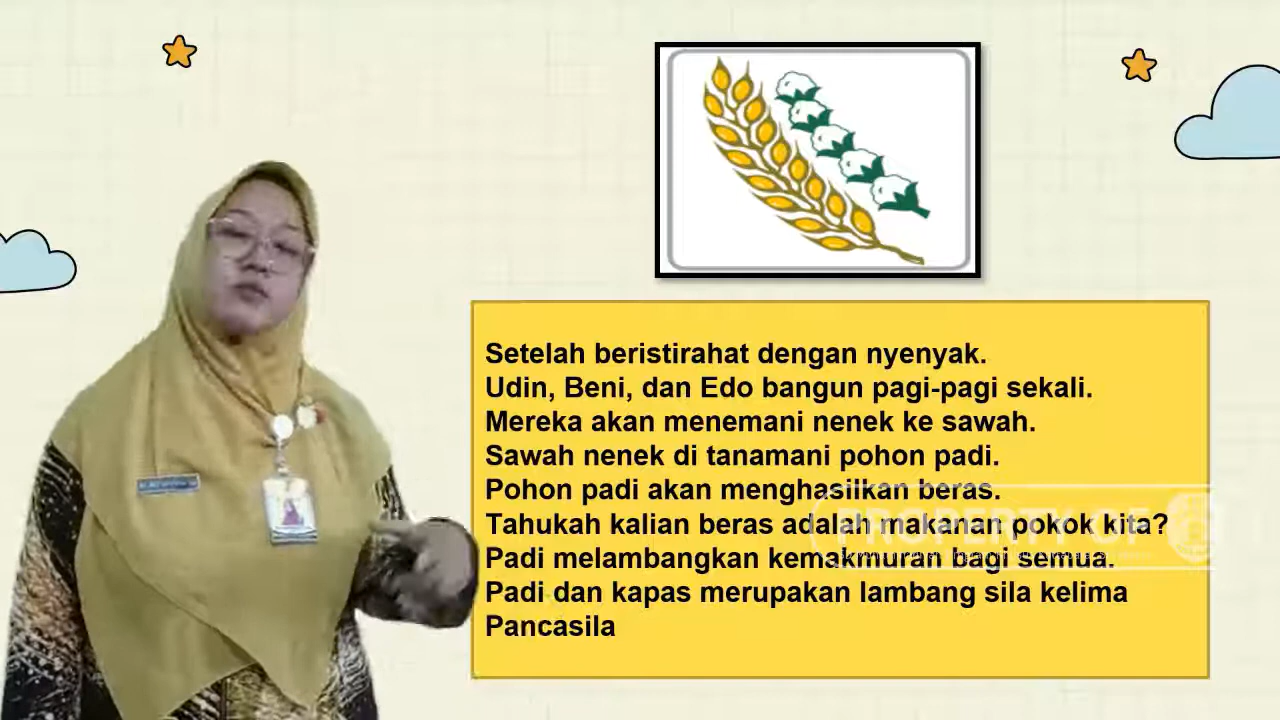 Setelah beristirahat dengan nyenyak.
Udin, Beni, dan Edo bangun pagi-pagi sekali.
Mereka akan menemani nenek ke sawah.
Sawah nenek di tanamani pohon padi.
Pohon padi akan menghasilkan beras.
Tahukah kalian beras adalah makanan pokok kita?
Padi melambangkan kemakmuran bagi semua.
Padi dan kapas merupakan lambang sila kelima
Pancasila
PROPERTY OF